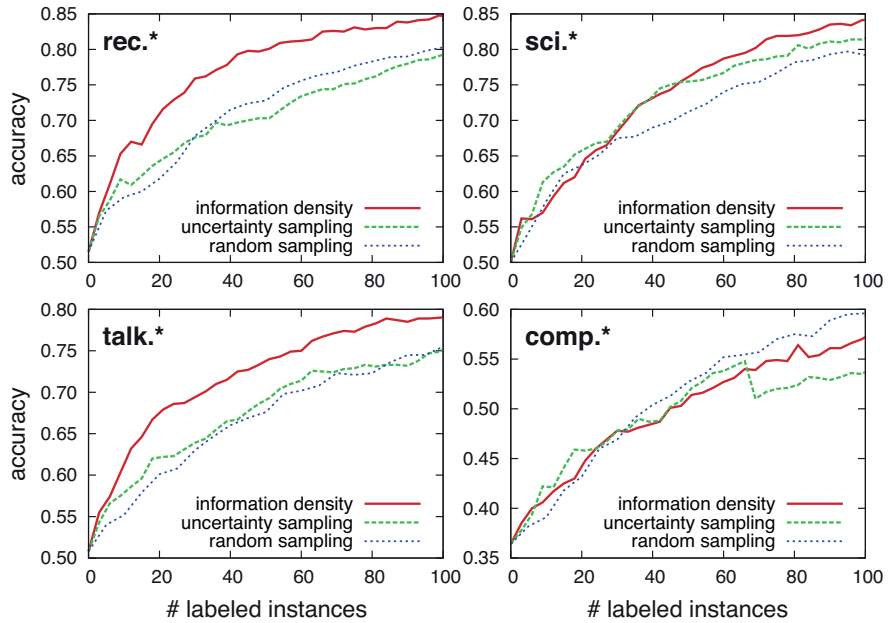 rec.*
accuracy
0.85
0.80
0.75
0.70
0.65
0.60
0.55
0.50
information density
uncertainty sampling
random sampling
0 20 40 60 80 100
sci.*
0.85
0.80
0.75
0.70
0.65
0.60
0.55
0.50
information density
uncertainty sampling
random sampling
0 20 40 60 80 100
talk.*
accuracy
0.80
0.75
0.70
0.65
0.60
0.55
0.50
information density
uncertainty sampling
random sampling
0 20 40 60 80 100
# labeled instances
comp.*
0.60
0.55
0.50
0.45
0.40
0.35
information density
uncertainty sampling
random sampling
0 20 40 60 80 100
# labeled instances